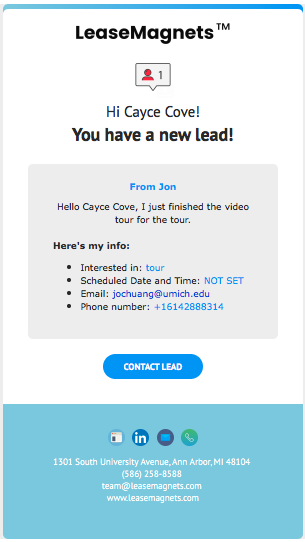 LeaseMagnets™
1
Hi Cayce Cove!
You have a new lead!
From Jon
Hello Cayce Cove, I just finished the video
tour for the tour.
Here's my info:
• Interested in: tour
• Scheduled Date and Time: NOT SET
• Email: jochuang@umich.edu
• Phone number: +16142888314
CONTACT LEAD
in
1301 South University Avenue, Ann Arbor, MI 48104
(586) 258-8588
team@leasemagnets.com
www.leasemagnets.com